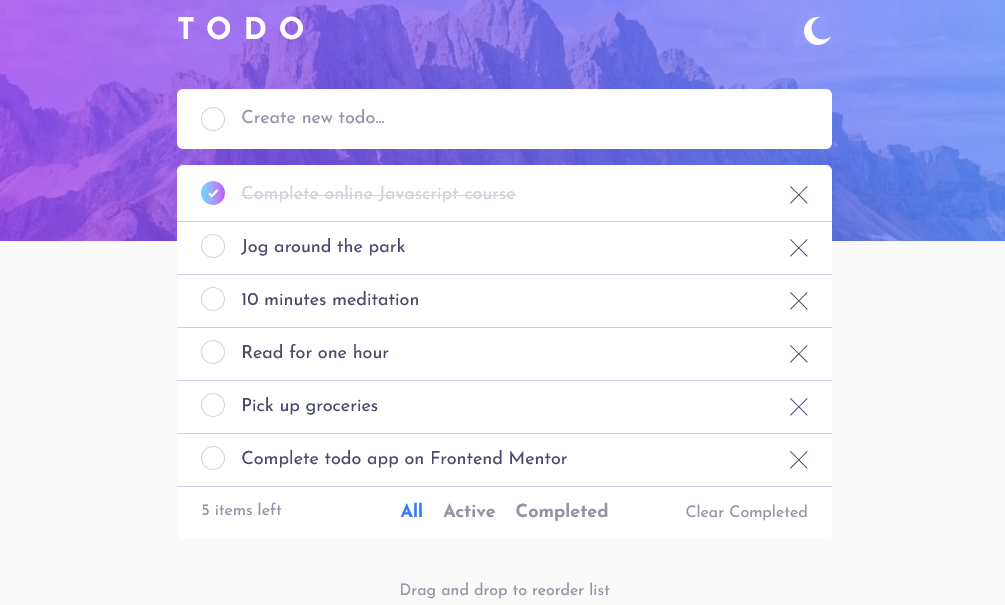 TODO
Create new todo...
Complete online Javascript course
Jog around the park
10 minutes meditation
Read for one hour
Pick up groceries
Complete todo app on Frontend Mentor
5 items left All Active Completed Clear Completed
Drag and drop to reorder list